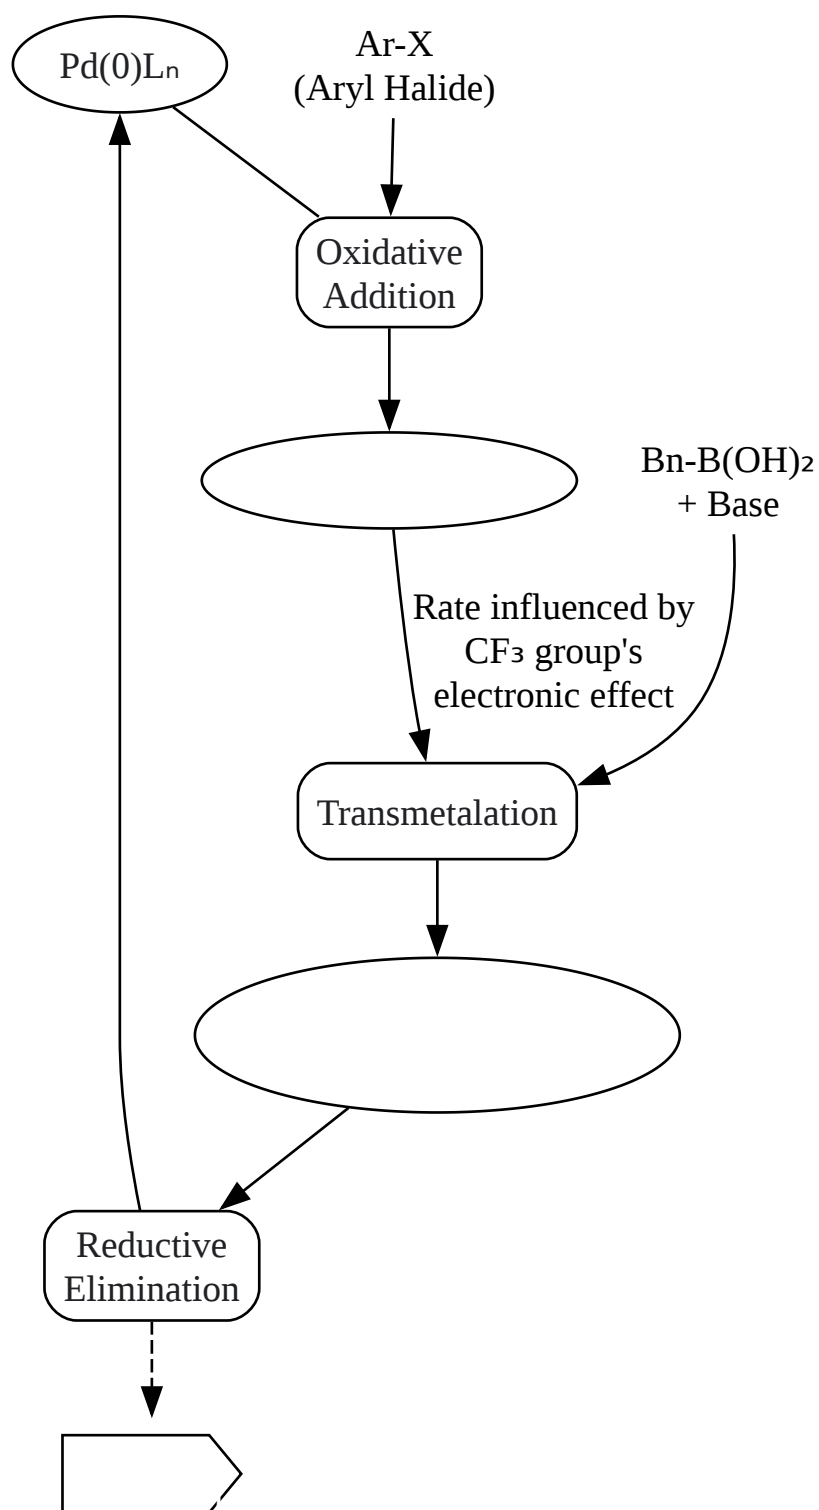 Pd(0)Lₙ
Ar-X
(Aryl Halide)
Oxidative
Addition
Bn-B(OH)₂
+ Base
Rate influenced by
CF₃ group's
electronic effect
Transmetalation
Reductive
Elimination